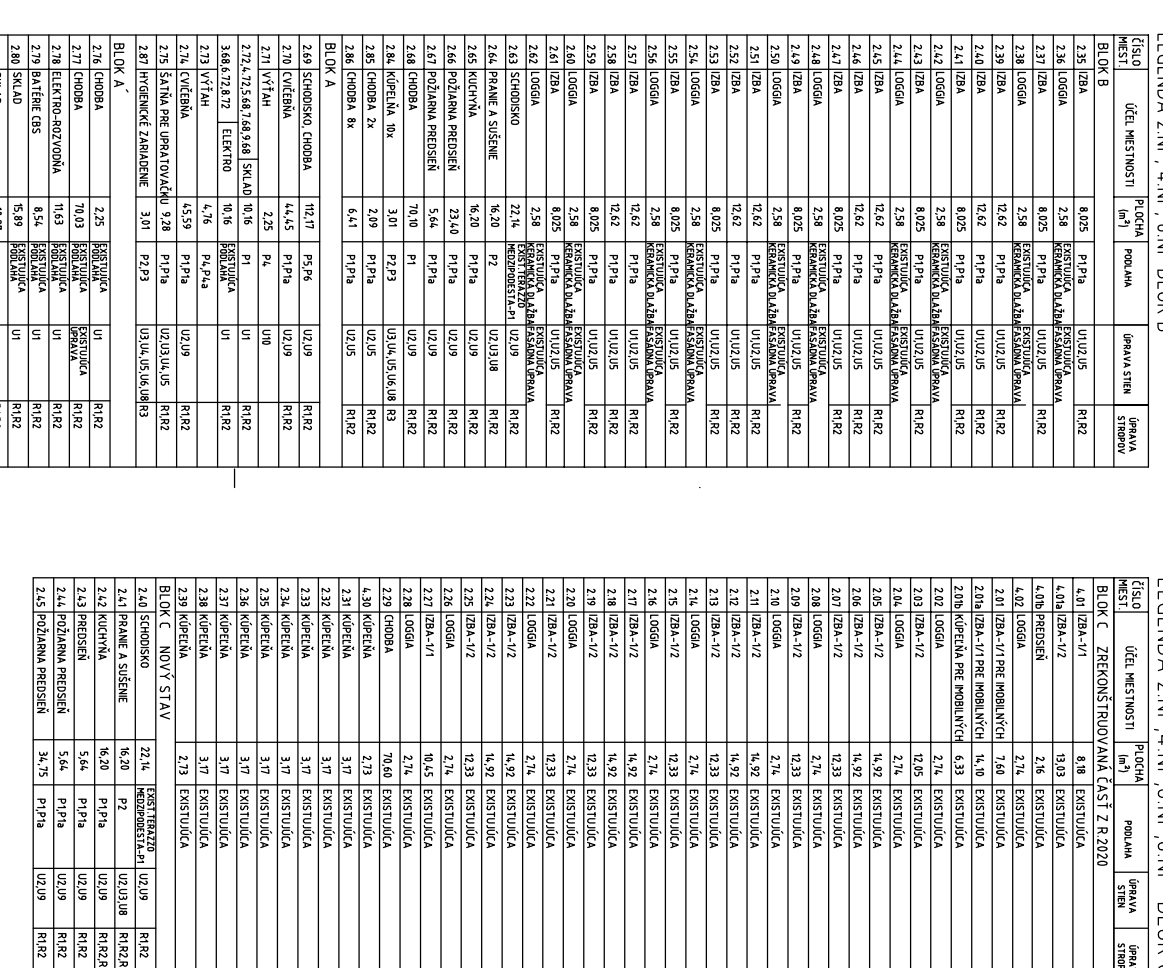 ČÍSLO MIEST. ÚČEL MIESTNOSTI PLOCHA (m²) PODLAHA ÚPRAVA STIEN ÚPRAVA STROPOV
BLOK B
2.35 IZBA 8,025 P1,P1a U1,U2,U5 R1,R2
2.36 LOGGIA 2,58 EXISTUJÚCA KERAMICKÁ DLAŽBA EXISTUJÚCA FASÁDNA ÚPRAVA
2.37 IZBA 8,025 P1,P1a U1,U2,U5 R1,R2
2.38 LOGGIA 2,58 EXISTUJÚCA KERAMICKÁ DLAŽBA EXISTUJÚCA FASÁDNA ÚPRAVA
2.39 IZBA 12,62 P1,P1a U1,U2,U5 R1,R2
2.40 IZBA 12,62 P1,P1a U1,U2,U5 R1,R2
2.41 IZBA 8,025 P1,P1a U1,U2,U5 R1,R2
2.42 LOGGIA 2,58 EXISTUJÚCA KERAMICKÁ DLAŽBA EXISTUJÚCA FASÁDNA ÚPRAVA
2.43 IZBA 8,025 P1,P1a U1,U2,U5 R1,R2
2.44 LOGGIA 2,58 EXISTUJÚCA KERAMICKÁ DLAŽBA EXISTUJÚCA FASÁDNA ÚPRAVA
2.45 IZBA 12,62 P1,P1a U1,U2,U5 R1,R2
2.46 IZBA 12,62 P1,P1a U1,U2,U5 R1,R2
2.47 IZBA 8,025 P1,P1a U1,U2,U5 R1,R2
2.48 LOGGIA 2,58 EXISTUJÚCA KERAMICKÁ DLAŽBA EXISTUJÚCA FASÁDNA ÚPRAVA
2.49 IZBA 8,025 P1,P1a U1,U2,U5 R1,R2
2.50 LOGGIA 2,58 EXISTUJÚCA KERAMICKÁ DLAŽBA EXISTUJÚCA FASÁDNA ÚPRAVA
2.51 IZBA 12,62 P1,P1a U1,U2,U5 R1,R2
2.52 IZBA 12,62 P1,P1a U1,U2,U5 R1,R2
2.53 IZBA 8,025 P1,P1a U1,U2,U5 R1,R2
2.54 LOGGIA 2,58 EXISTUJÚCA KERAMICKÁ DLAŽBA EXISTUJÚCA FASÁDNA ÚPRAVA
2.55 IZBA 8,025 P1,P1a U1,U2,U5 R1,R2
2.56 LOGGIA 2,58 EXISTUJÚCA KERAMICKÁ DLAŽBA EXISTUJÚCA FASÁDNA ÚPRAVA
2.57 IZBA 12,62 P1,P1a U1,U2,U5 R1,R2
2.58 IZBA 12,62 P1,P1a U1,U2,U5 R1,R2
2.59 IZBA 8,025 P1,P1a U1,U2,U5 R1,R2
2.60 LOGGIA 2,58 EXISTUJÚCA KERAMICKÁ DLAŽBA EXISTUJÚCA FASÁDNA ÚPRAVA
2.61 IZBA 8,025 P1,P1a U1,U2,U5 R1,R2
2.62 LOGGIA 2,58 EXISTUJÚCA KERAMICKÁ DLAŽBA EXISTUJÚCA FASÁDNA ÚPRAVA
2.63 SCHODISKO 22,14 EXIST.TERAZZO MEDZIPODESTA-P1 U2,U9 R1,R2
2.64 PRANIE A SUŠENIE 16,20 P2 U2,U3,U8 R1,R2
2.65 KUCHYŇA 16,20 P1,P1a U2,U9 R1,R2
2.66 POŽIARNA PREDSIEŇ 23,40 P1,P1a U2,U9 R1,R2
2.67 POŽIARNA PREDSIEŇ 5,64 P1,P1a U2,U9 R1,R2
2.68 CHODBA 70,10 P1 U2,U9 R1,R2
2.84 KÚPEĽŇA 10x 3,01 P2,P3 U3,U4,U5,U6,U8 R3
2.85 CHODBA 2x 2,09 P1,P1a U2,U5 R1,R2
2.86 CHODBA 8x 6,41 P1,P1a U2,U5 R1,R2
BLOK A
2.69 SCHODISKO, CHODBA 112,17 P5,P6 U2,U9 R1,R2
2.70 CVIČEBŇA 44,45 P1,P1a U2,U9 R1,R2
2.71 VÝŤAH 2,25 P4 U10
2.72,4.72,5.68,7.68,9.68 SKLAD 10,16 P1 U1 R1,R2
3.68,6.72,8.72 ELEKTRO 10,16 EXISTUJÚCA PODLAHA U1 R1,R2
2.73 VÝŤAH 4,76 P4,P4a
2.74 CVIČEBŇA 45,59 P1,P1a U2,U9 R1,R2
2.75 ŠATŇA PRE UPRATOVAČKU 9,28 P1,P1a U2,U3,U4,U5 R1,R2
2.87 HYGIENICKÉ ZARIADENIE 3,01 P2,P3 U3,U4,U5,U6,U8 R3
BLOK A´
2.76 CHODBA 2,25 EXISTUJÚCA PODLAHA U1 R1,R2
2.77 CHODBA 70,03 EXISTUJÚCA PODLAHA EXISTUJÚCA ÚPRAVA R1,R2
2.78 ELEKTRO-ROZVODŇA 11,63 EXISTUJÚCA PODLAHA U1 R1,R2
2.79 BATÉRIE CBS 8,54 EXISTUJÚCA PODLAHA U1 R1,R2
2.80 SKLAD 15,89 EXISTUJÚCA PODLAHA U1 R1,R2
ČÍSLO MIEST. ÚČEL MIESTNOSTI PLOCHA (m²) PODLAHA ÚPRAVA STIEN ÚPRA STROP
BLOK C ZREKONŠTRUOVANÁ ČASŤ Z R 2020
4.01 IZBA-1/1 8,18 EXISTUJÚCA
4.01a IZBA-1/2 13,03 EXISTUJÚCA
4.01b PREDSIEŇ 2,16 EXISTUJÚCA
4.02 LOGGIA 2,74 EXISTUJÚCA
2.01 IZBA-1/1 PRE IMOBILNÝCH 7,60 EXISTUJÚCA
2.01a IZBA-1/1 PRE IMOBILNÝCH 14,10 EXISTUJÚCA
2.01b KÚPEĽŇA PRE IMOBILNÝCH 6,33 EXISTUJÚCA
2.02 LOGGIA 2,74 EXISTUJÚCA
2.03 IZBA-1/2 12,05 EXISTUJÚCA
2.04 LOGGIA 2,74 EXISTUJÚCA
2.05 IZBA-1/2 14,92 EXISTUJÚCA
2.06 IZBA-1/2 14,92 EXISTUJÚCA
2.07 IZBA-1/2 12,33 EXISTUJÚCA
2.08 LOGGIA 2,74 EXISTUJÚCA
2.09 IZBA-1/2 12,33 EXISTUJÚCA
2.10 LOGGIA 2,74 EXISTUJÚCA
2.11 IZBA-1/2 14,92 EXISTUJÚCA
2.12 IZBA-1/2 14,92 EXISTUJÚCA
2.13 IZBA-1/2 12,33 EXISTUJÚCA
2.14 LOGGIA 2,74 EXISTUJÚCA
2.15 IZBA-1/2 12,33 EXISTUJÚCA
2.16 LOGGIA 2,74 EXISTUJÚCA
2.17 IZBA-1/2 14,92 EXISTUJÚCA
2.18 IZBA-1/2 14,92 EXISTUJÚCA
2.19 IZBA-1/2 12,33 EXISTUJÚCA
2.20 LOGGIA 2,74 EXISTUJÚCA
2.21 IZBA-1/2 12,33 EXISTUJÚCA
2.22 LOGGIA 2,74 EXISTUJÚCA
2.23 IZBA-1/2 14,92 EXISTUJÚCA
2.24 IZBA-1/2 14,92 EXISTUJÚCA
2.25 IZBA-1/2 12,33 EXISTUJÚCA
2.26 LOGGIA 2,74 EXISTUJÚCA
2.27 IZBA-1/1 10,45 EXISTUJÚCA
2.28 LOGGIA 2,74 EXISTUJÚCA
2.29 CHODBA 70,60 EXISTUJÚCA
4.30 KÚPEĽŇA 2,73 EXISTUJÚCA
2.31 KÚPEĽŇA 3,17 EXISTUJÚCA
2.32 KÚPEĽŇA 3,17 EXISTUJÚCA
2.33 KÚPEĽŇA 3,17 EXISTUJÚCA
2.34 KÚPEĽŇA 3,17 EXISTUJÚCA
2.35 KÚPEĽŇA 3,17 EXISTUJÚCA
2.36 KÚPEĽŇA 3,17 EXISTUJÚCA
2.37 KÚPEĽŇA 3,17 EXISTUJÚCA
2.38 KÚPEĽŇA 3,17 EXISTUJÚCA
2.39 KÚPEĽŇA 2,73 EXISTUJÚCA
BLOK C NOVÝ STAV
2.40 SCHODISKO 22,14 EXIST.TERAZZO MEDZIPODESTA-P1 U2,U9 R1,R2
2.41 PRANIE A SUŠENIE 16,20 P2 U2,U3,U8 R1,R2,R
2.42 KUCHYŇA 16,20 P1,P1a U2,U9 R1,R2,R
2.43 PREDSIEŇ 5,64 P1,P1a U2,U9 R1,R2
2.44 POŽIARNA PREDSIEŇ 5,64 P1,P1a U2,U9 R1,R2
2.45 POŽIARNA PREDSIEŇ 34,75 P1,P1a U2,U9 R1,R2